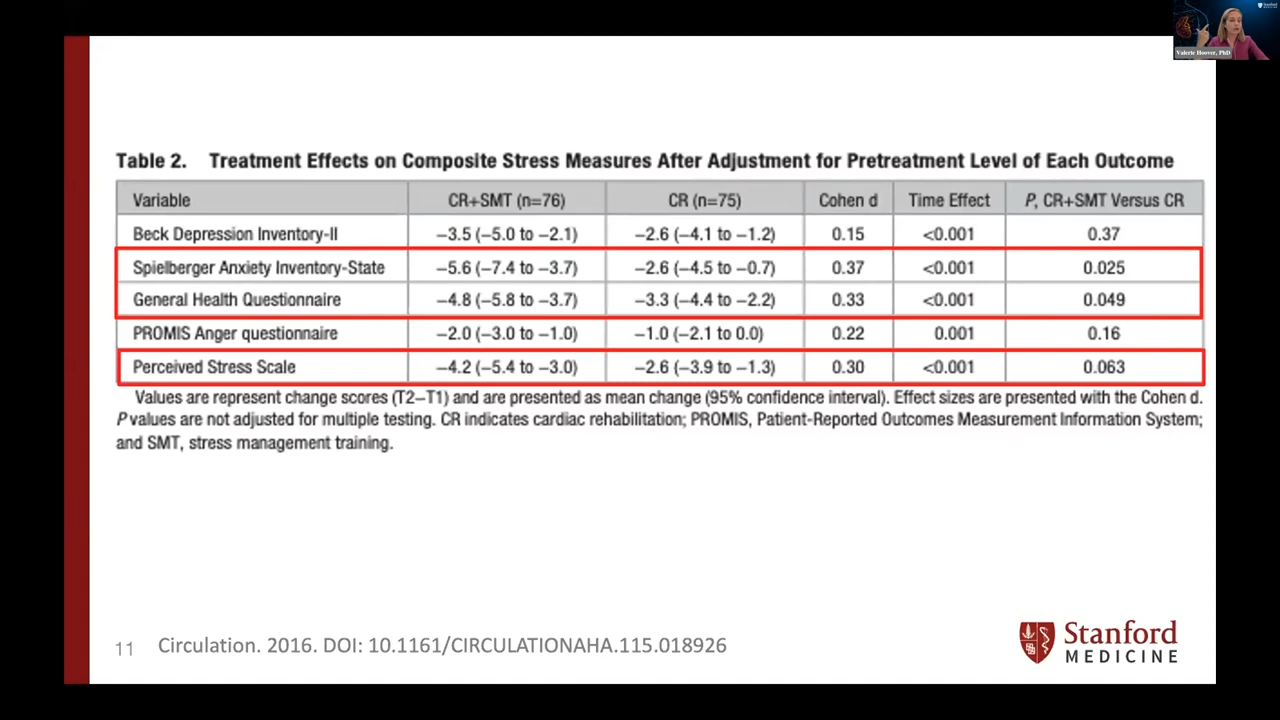 Stanford
MEDICINE
Valerie Hoover, PhD
Table 2. Treatment Effects on Composite Stress Measures After Adjustment for Pretreatment Level of Each Outcome
Variable CR+SMT (n=76) CR (n=75) Cohen d Time Effect P, CR+SMT Versus CR
Beck Depression Inventory-II −3.5 (−5.0 to −2.1) −2.6 (−4.1 to −1.2) 0.15 <0.001 0.37
Spielberger Anxiety Inventory-State −5.6 (−7.4 to −3.7) −2.6 (−4.5 to −0.7) 0.37 <0.001 0.025
General Health Questionnaire −4.8 (−5.8 to −3.7) −3.3 (−4.4 to −2.2) 0.33 <0.001 0.049
PROMIS Anger questionnaire −2.0 (−3.0 to −1.0) −1.0 (−2.1 to 0.0) 0.22 0.001 0.16
Perceived Stress Scale −4.2 (−5.4 to −3.0) −2.6 (−3.9 to −1.3) 0.30 <0.001 0.063
Values are represent change scores (T2−T1) and are presented as mean change (95% confidence interval). Effect sizes are presented with the Cohen d.
P values are not adjusted for multiple testing. CR indicates cardiac rehabilitation; PROMIS, Patient-Reported Outcomes Measurement Information System;
and SMT, stress management training.
11 Circulation. 2016. DOI: 10.1161/CIRCULATIONAHA.115.018926
Stanford
MEDICINE